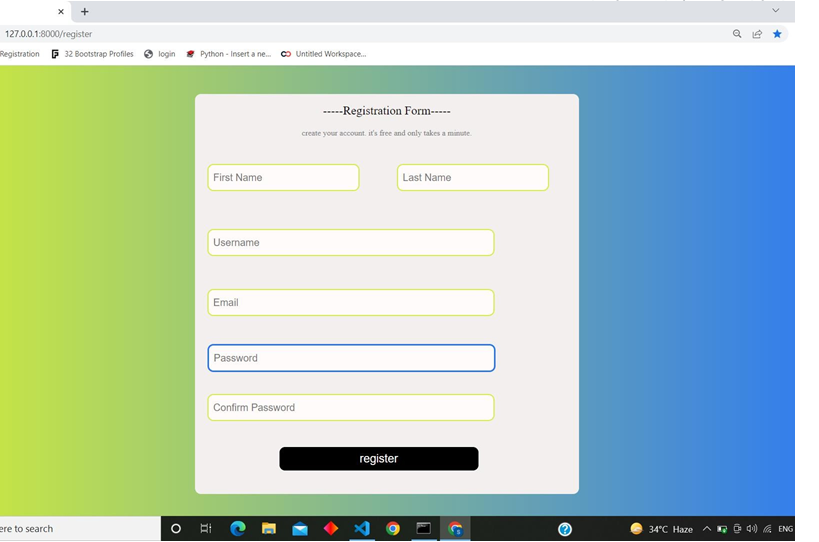 127.0.0.1:8000/register
Registration 32 Bootstrap Profiles login Python - Insert a ne... Untitled Workspace...
-----Registration Form-----
create your account. it's free and only takes a minute.
First Name Last Name
Username
Email
Password
Confirm Password
register
ere to search 34°C Haze ENG